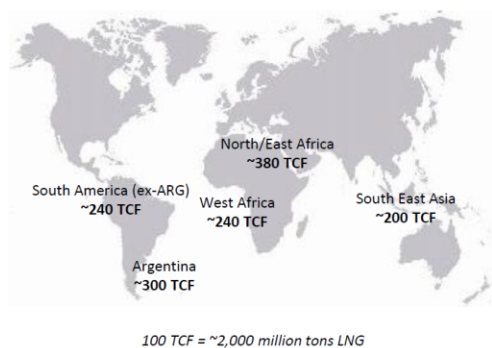 North/East Africa
~380 TCF
South America (ex-ARG)
~240 TCF
West Africa
~240 TCF
South East Asia
~200 TCF
Argentina
~300 TCF
100 TCF = ~2,000 million tons LNG